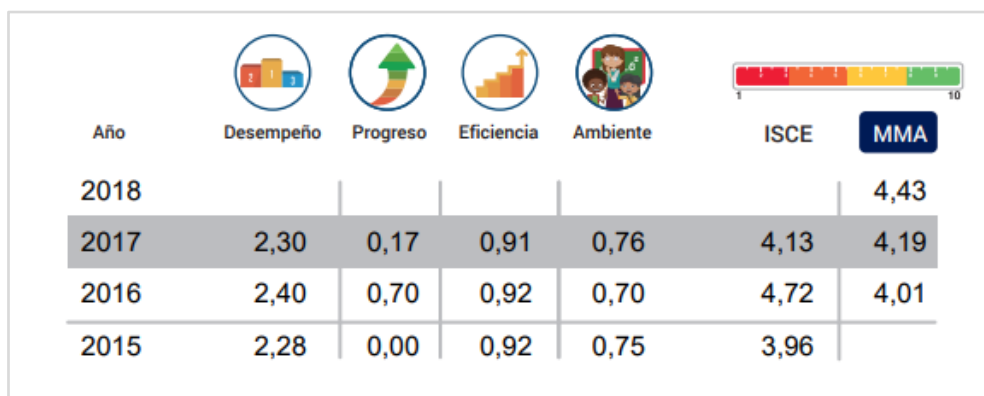 1 10
Año Desempeño Progreso Eficiencia Ambiente ISCE MMA
2018 4,43
2017 2,30 0,17 0,91 0,76 4,13 4,19
2016 2,40 0,70 0,92 0,70 4,72 4,01
2015 2,28 0,00 0,92 0,75 3,96